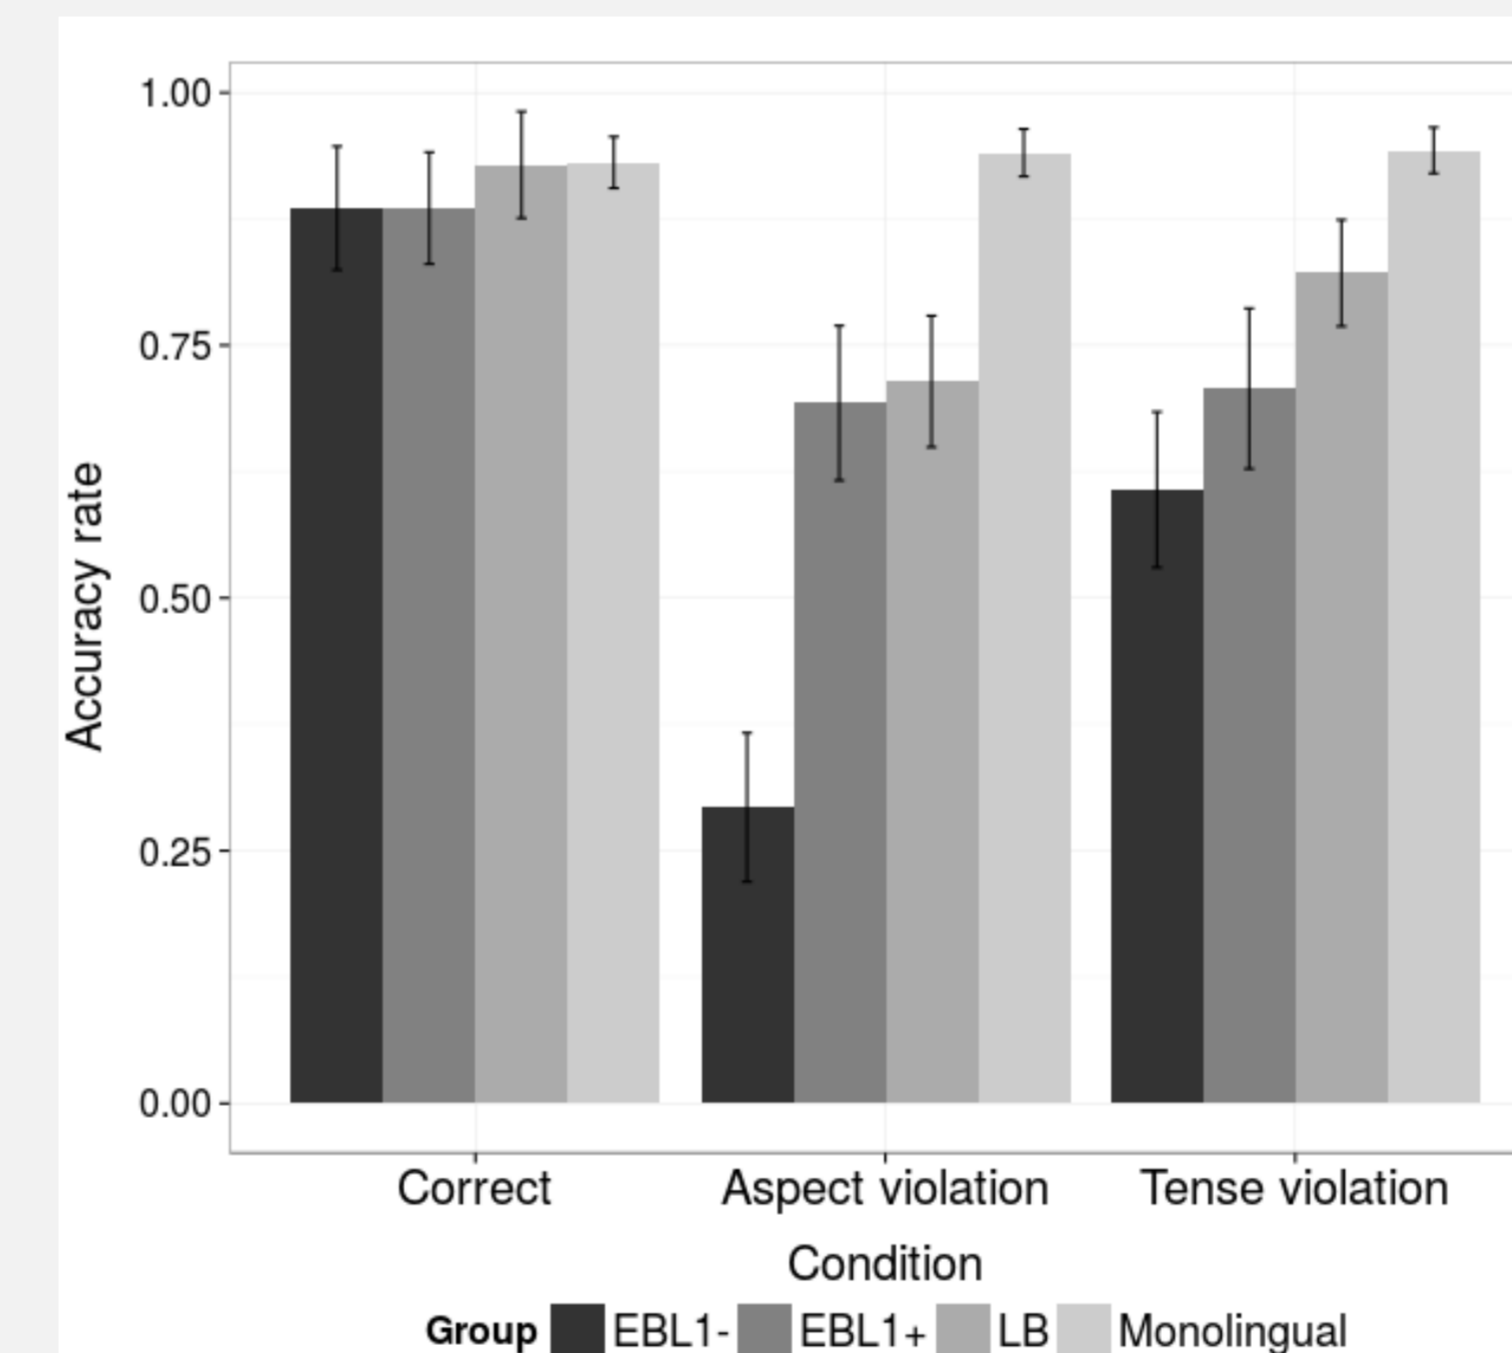 1.00
0.75
0.50
0.25
0.00
Accuracy rate
Correct Aspect violation Tense violation
Condition
Group EBL1- EBL1+ LB Monolingual